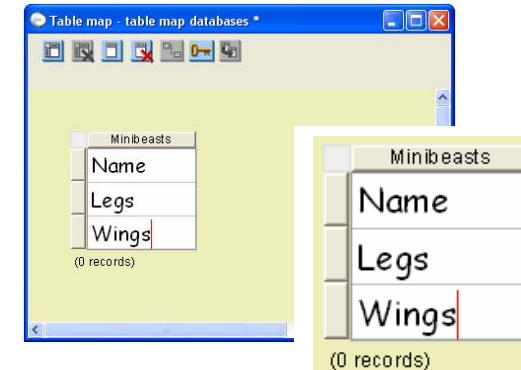 Table map - table map databases *
Minibeasts
Name
Legs
Wings
(0 records)
Minibeasts
Name
Legs
Wings
(0 records)